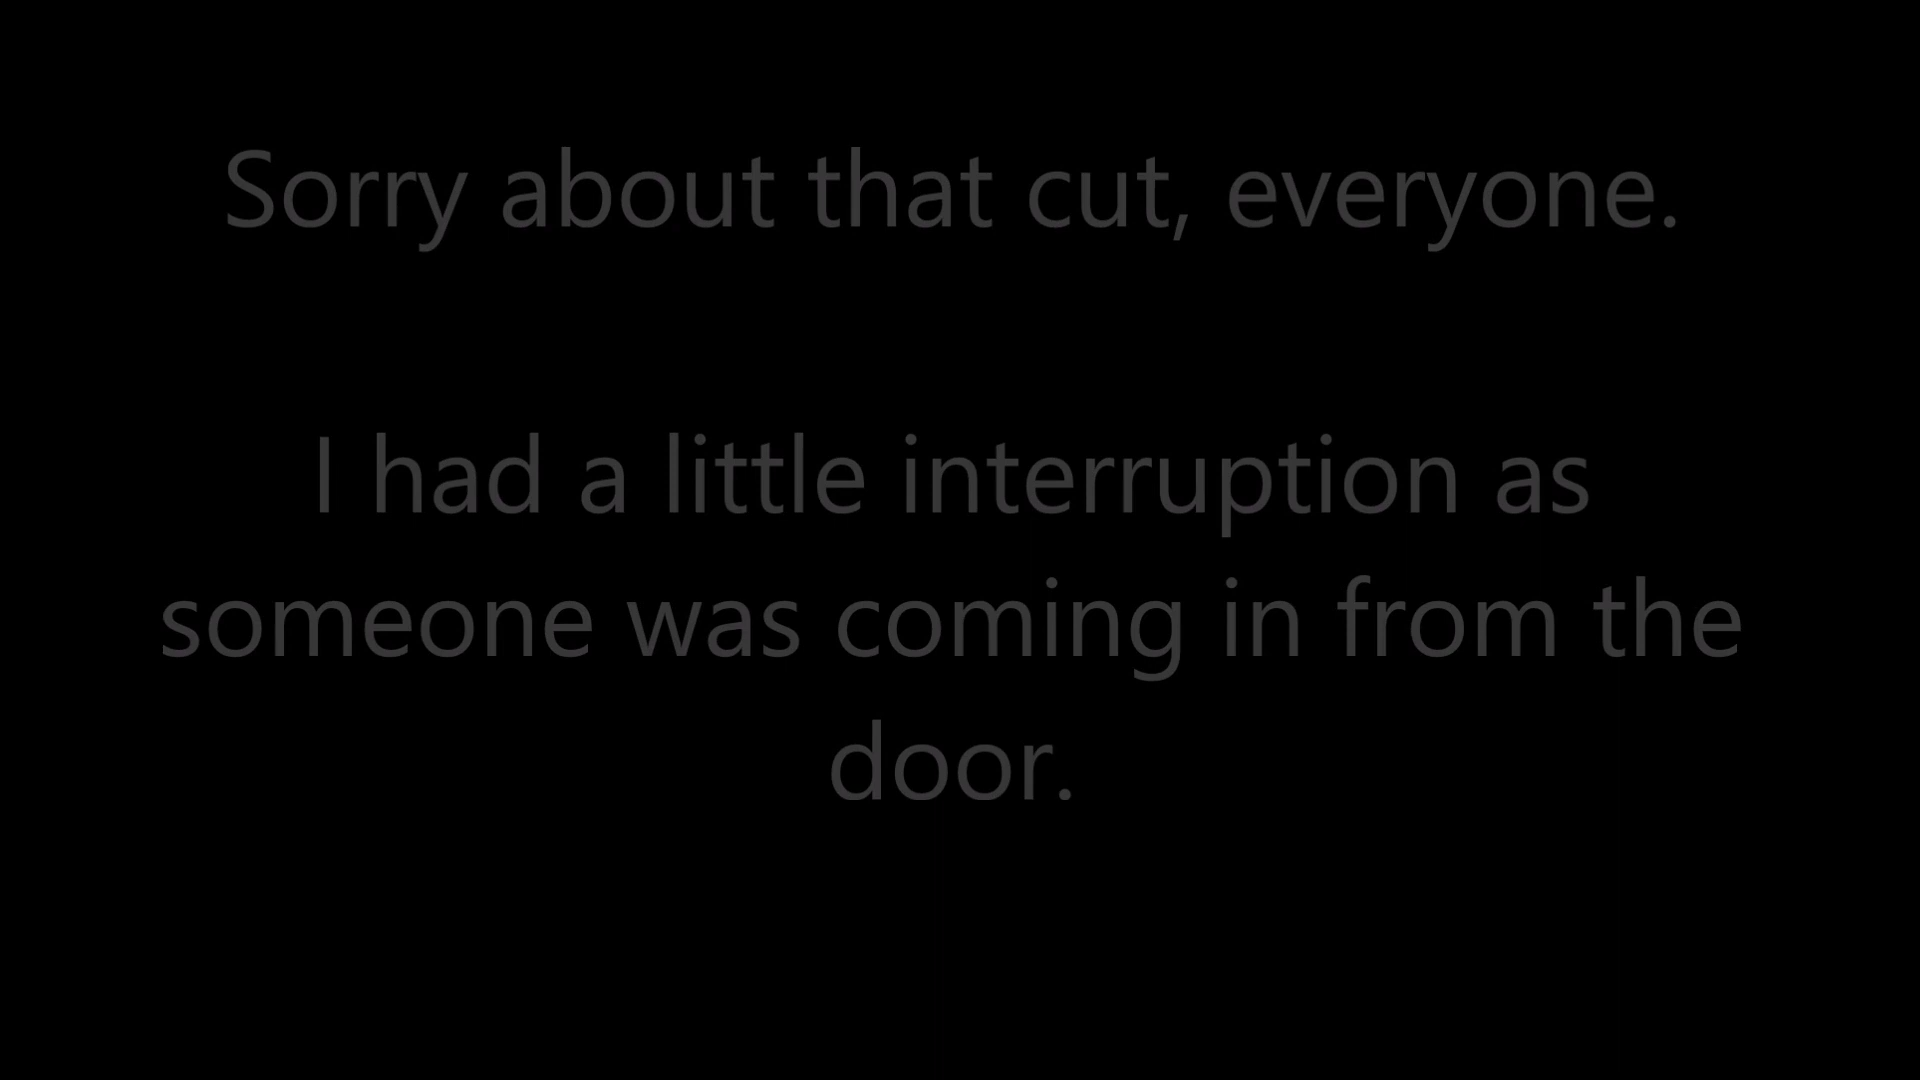 Sorry about that cut, everyone.
I had a little interruption as
someone was coming in from the
door.